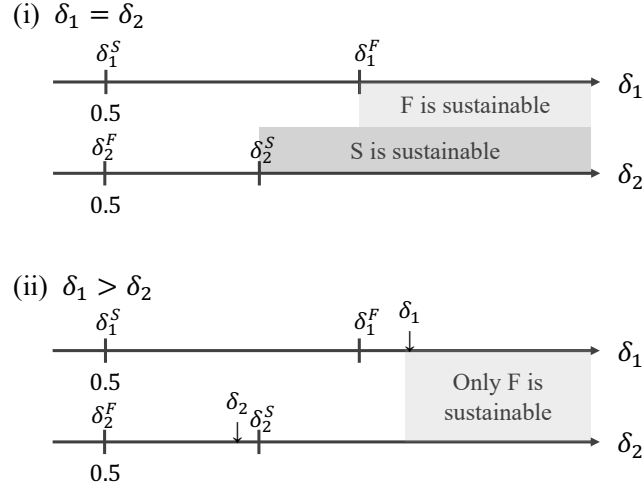 (i) δ₁ = δ₂
δ₁ˢ δ₁ꟳ
δ₁
0.5
F is sustainable
δ₂ꟳ δ₂ˢ
S is sustainable
δ₂
0.5
(ii) δ₁ > δ₂
δ₁ˢ δ₁ꟳ δ₁
↓
δ₁
0.5
Only F is
sustainable
δ₂ꟳ δ₂ δ₂ˢ
↓
δ₂
0.5